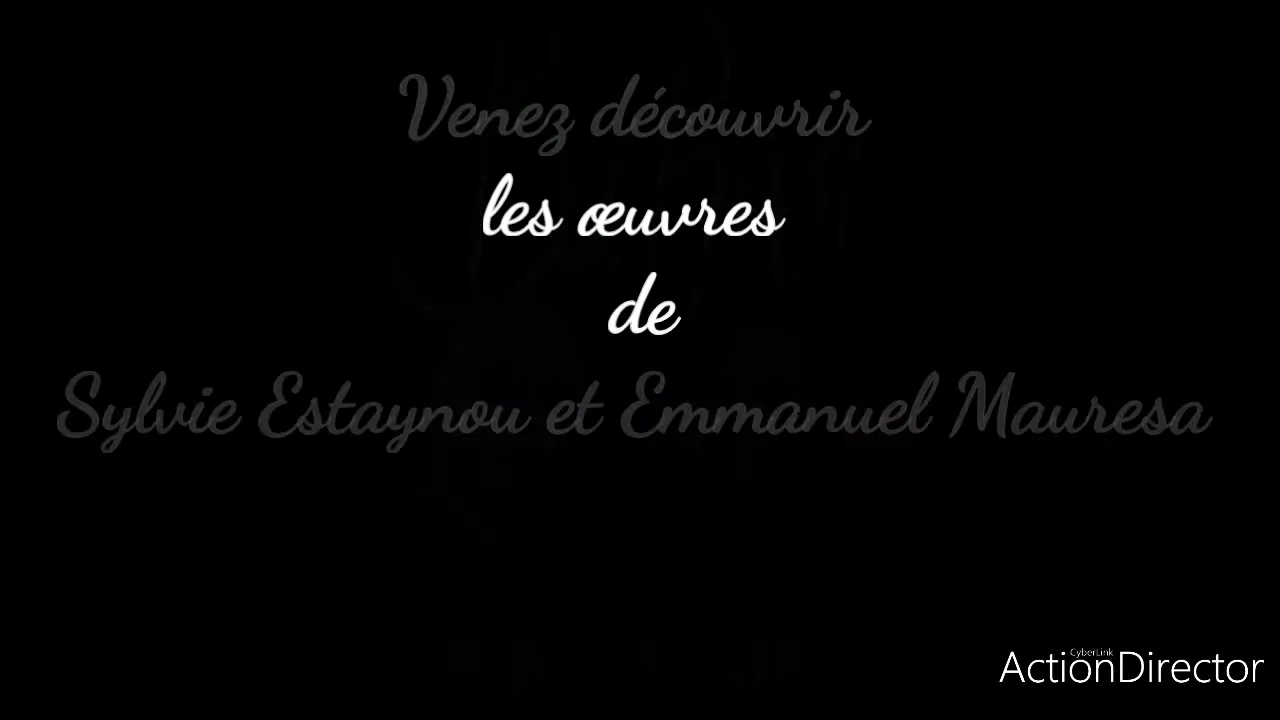 Venez découvrir
les œuvres
de
Sylvie Estaynou et Emmanuel Mauresa
CyberLink
ActionDirector